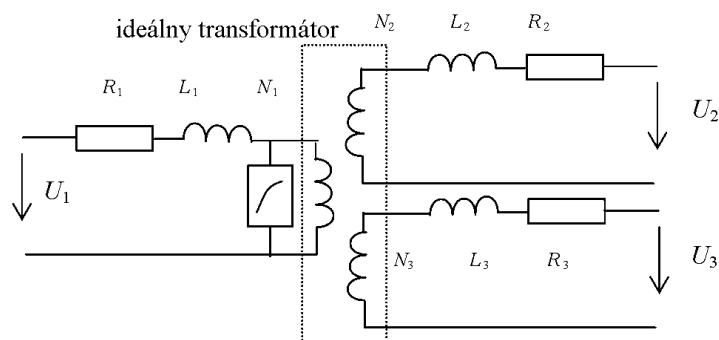 ideálny transformátor
N₂ L₂ R₂
R₁ L₁ N₁
U₂
U₁
N₃ L₃ R₃
U₃